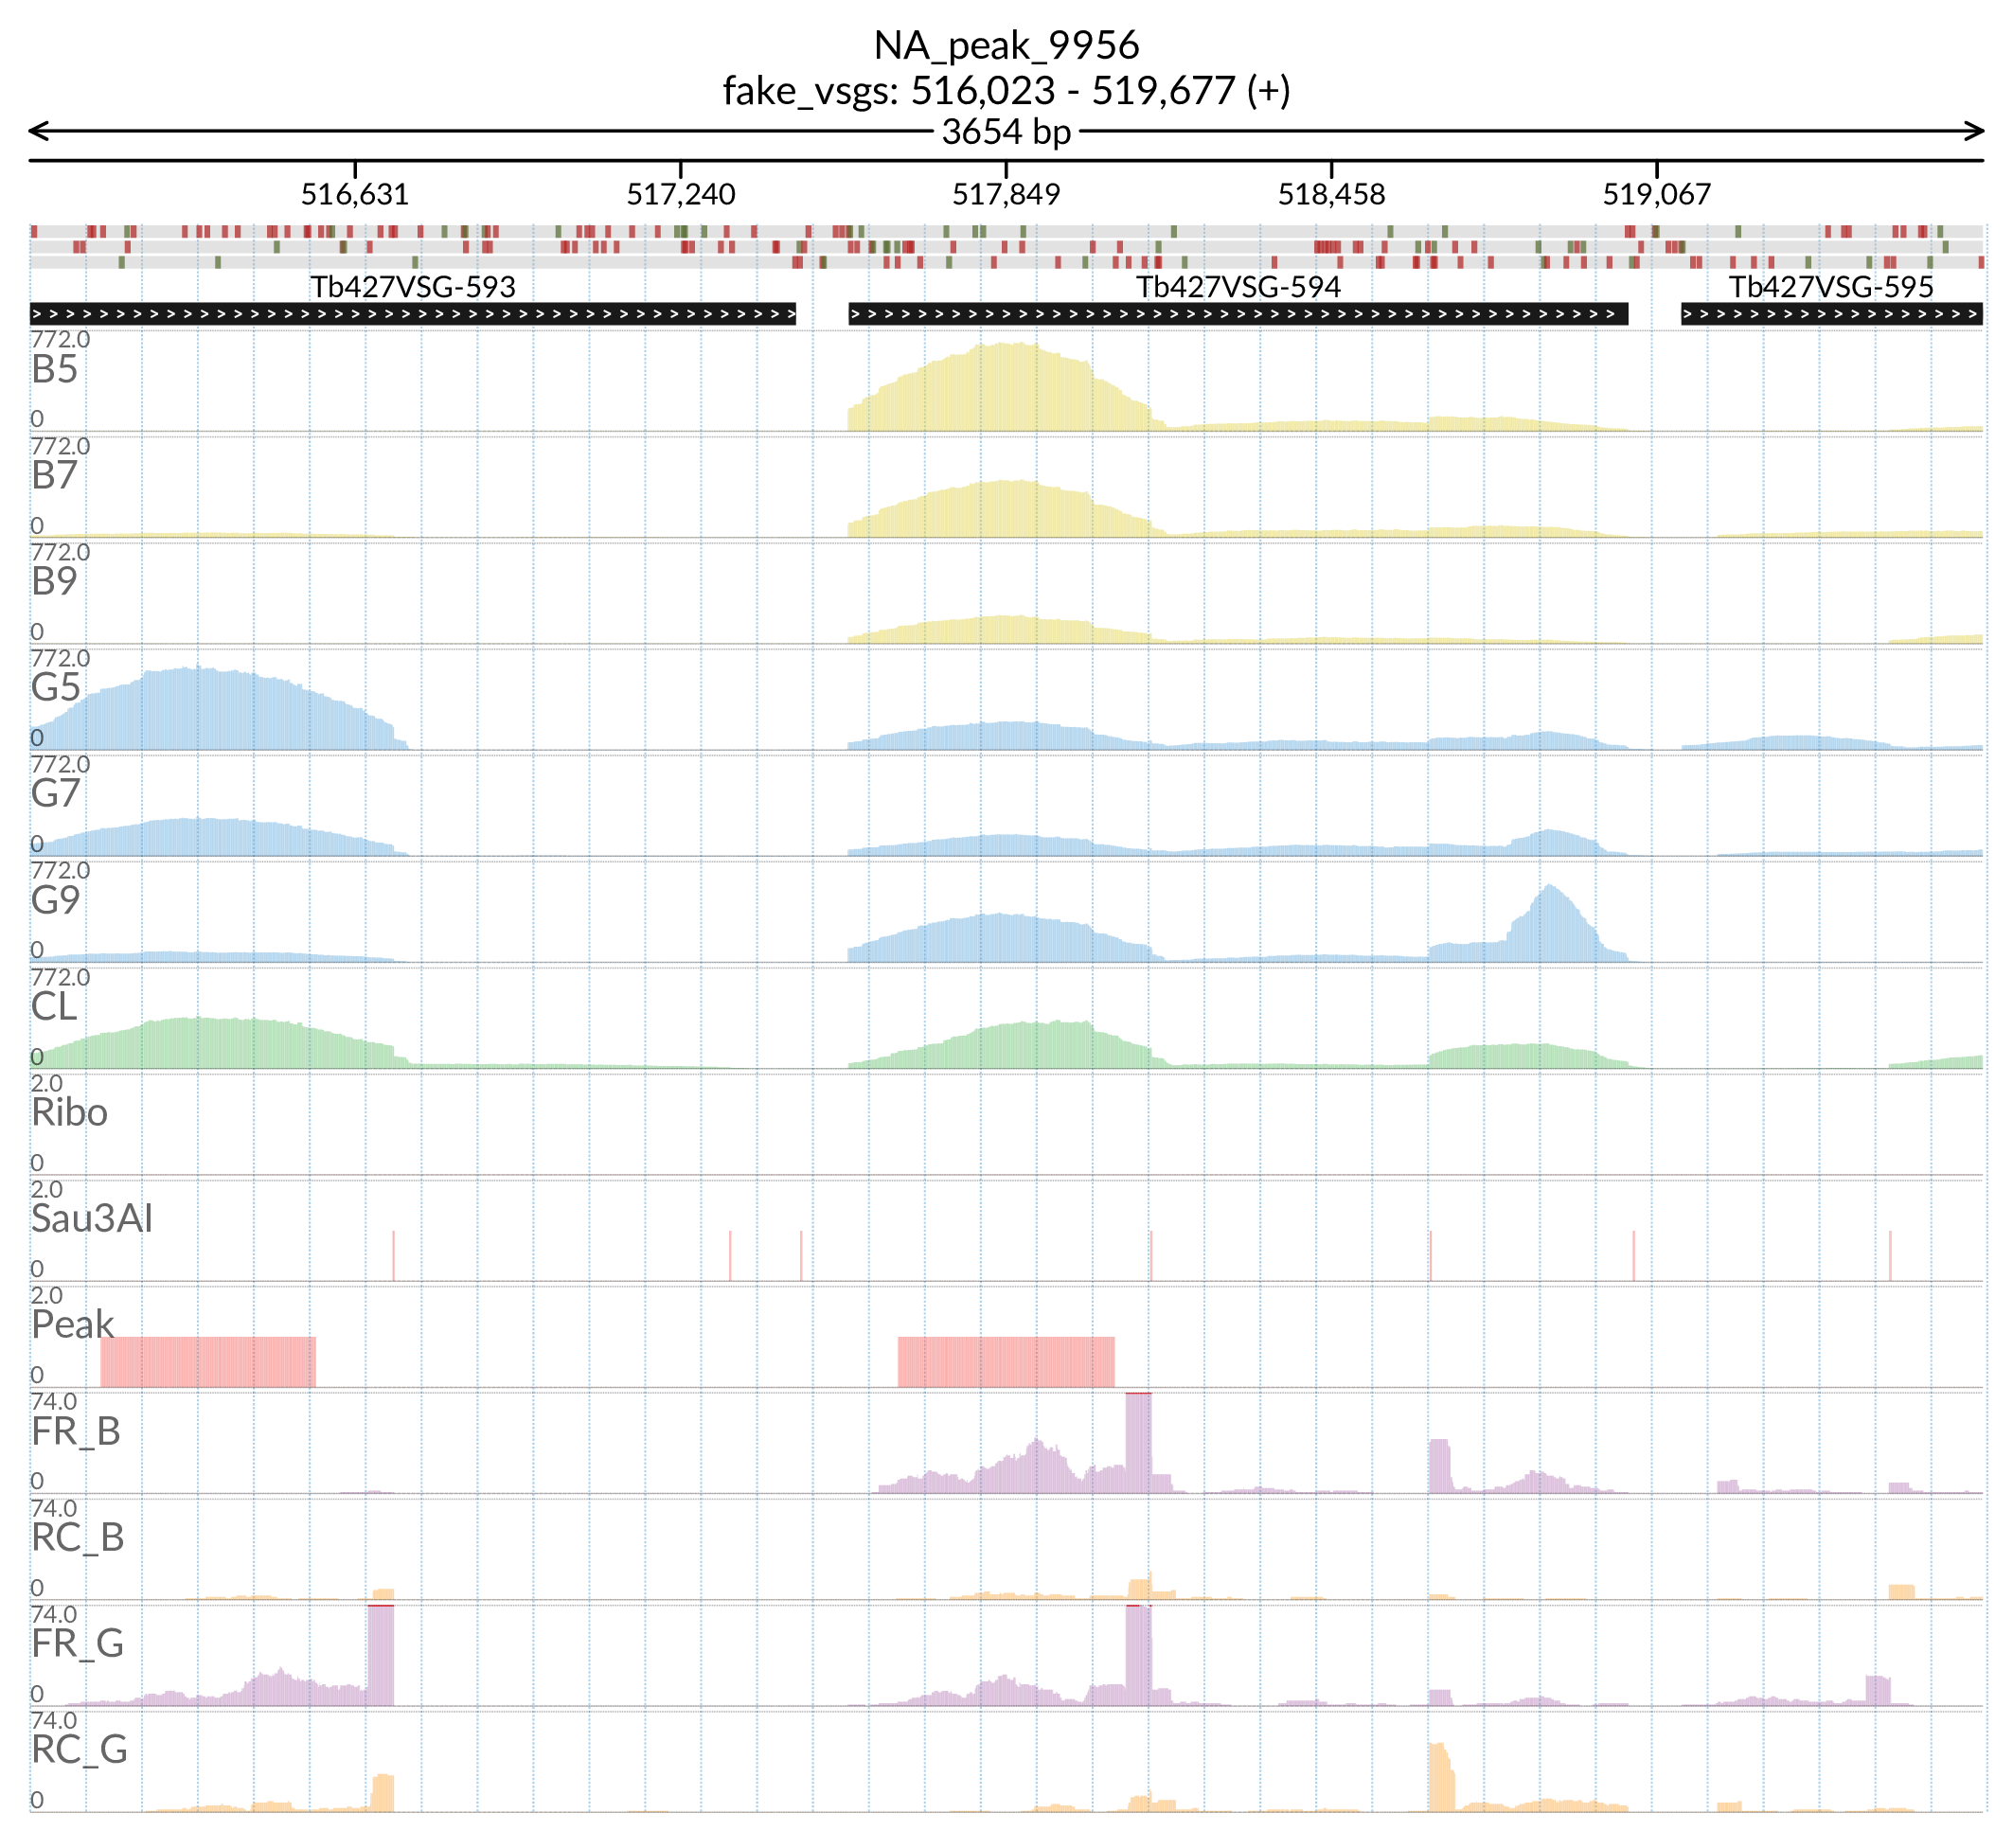 NA_peak_9956
fake_vsgs: 516,023 - 519,677 (+)
3654 bp
516,631 517,240 517,849 518,458 519,067
Tb427VSG-593 Tb427VSG-594 Tb427VSG-595
772.0
B5
0
772.0
B7
0
772.0
B9
0
772.0
G5
0
772.0
G7
0
772.0
G9
0
772.0
CL
0
2.0
Ribo
0
2.0
Sau3AI
0
2.0
Peak
0
74.0
FR_B
0
74.0
RC_B
0
74.0
FR_G
0
74.0
RC_G
0